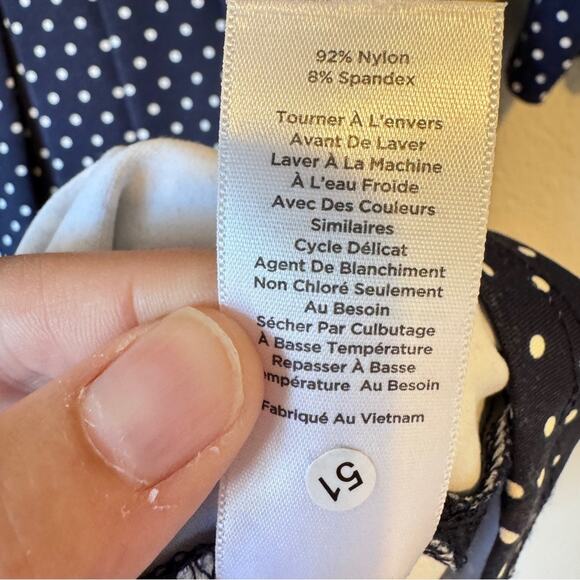 92% Nylon
8% Spandex
Tourner À L'envers
Avant De Laver
Laver À La Machine
À L'eau Froide
Avec Des Couleurs
Similaires
Cycle Délicat
Agent De Blanchiment
Non Chloré Seulement
Au Besoin
Sécher Par Culbutage
À Basse Température
Repasser À Basse
mpérature Au Besoin
Fabriqué Au Vietnam
51